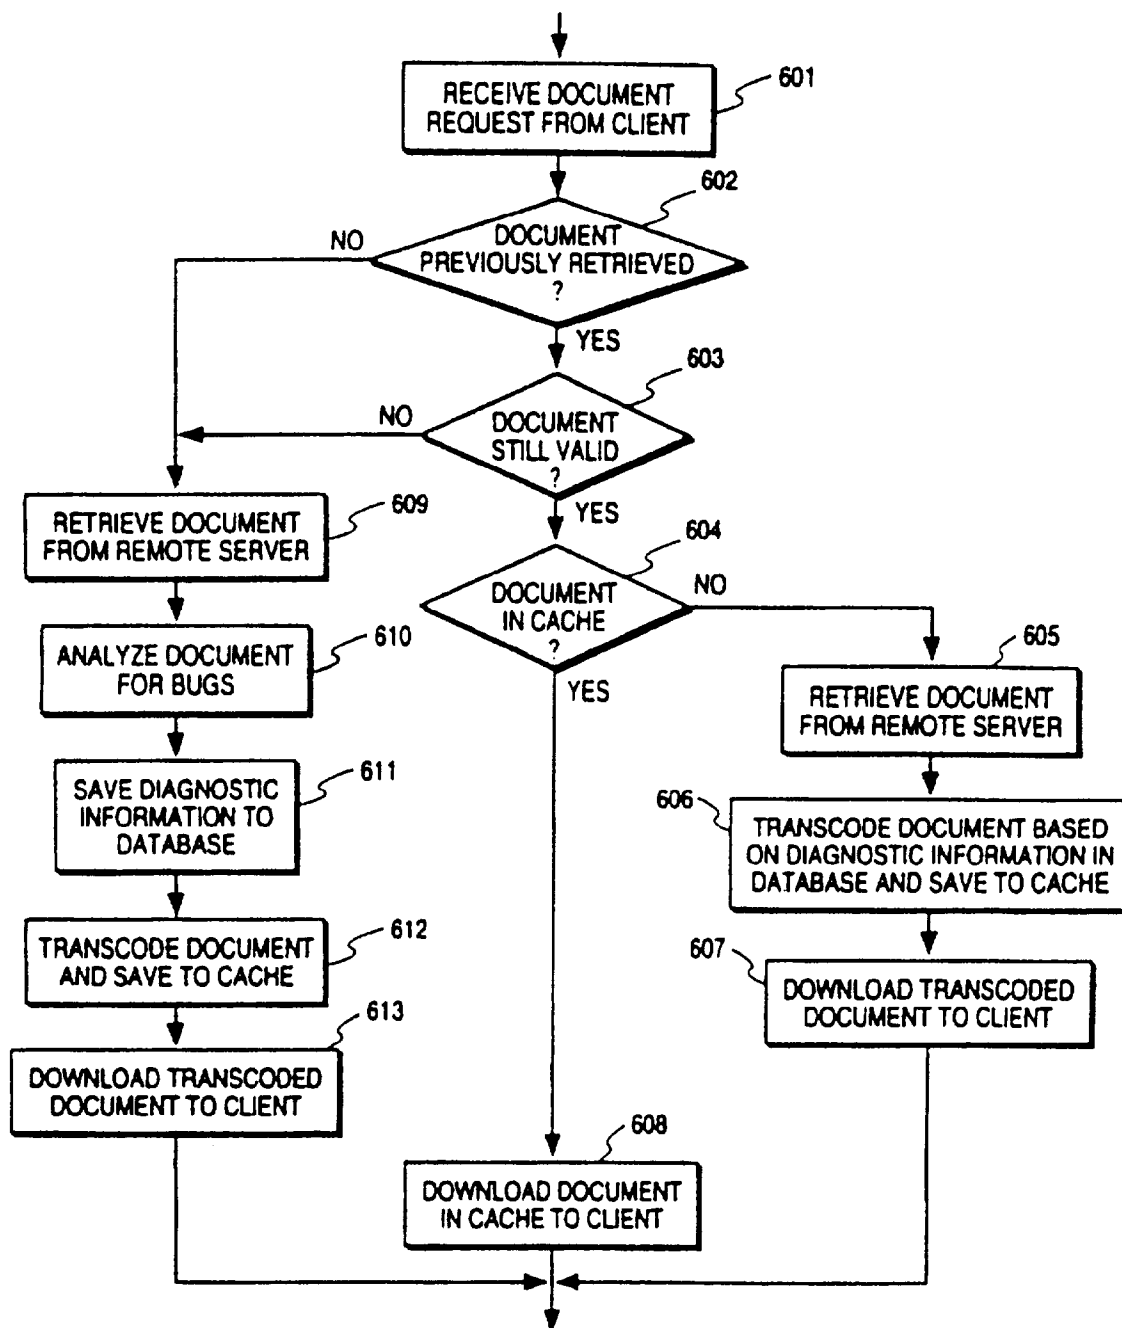 601
RECEIVE DOCUMENT
REQUEST FROM CLIENT
602
DOCUMENT
PREVIOUSLY RETRIEVED
?
NO
YES
603
DOCUMENT
STILL VALID
?
NO
YES
609
RETRIEVE DOCUMENT
FROM REMOTE SERVER
604
DOCUMENT
IN CACHE
?
NO
YES
610
ANALYZE DOCUMENT
FOR BUGS
605
RETRIEVE DOCUMENT
FROM REMOTE SERVER
611
SAVE DIAGNOSTIC
INFORMATION TO
DATABASE
606
TRANSCODE DOCUMENT BASED
ON DIAGNOSTIC INFORMATION IN
DATABASE AND SAVE TO CACHE
612
TRANSCODE DOCUMENT
AND SAVE TO CACHE
607
DOWNLOAD TRANSCODED
DOCUMENT TO CLIENT
613
DOWNLOAD TRANSCODED
DOCUMENT TO CLIENT
608
DOWNLOAD DOCUMENT
IN CACHE TO CLIENT